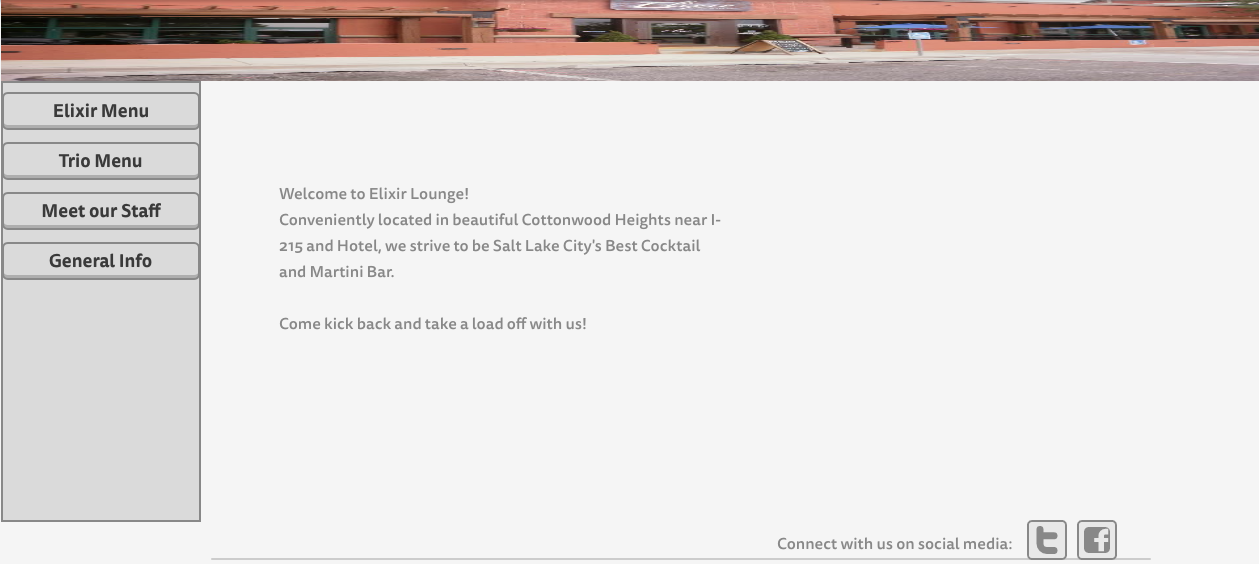 Elixir Menu
Trio Menu
Meet our Staff
General Info
Welcome to Elixir Lounge!
Conveniently located in beautiful Cottonwood Heights near I-
215 and Hotel, we strive to be Salt Lake City's Best Cocktail
and Martini Bar.
Come kick back and take a load off with us!
Connect with us on social media: